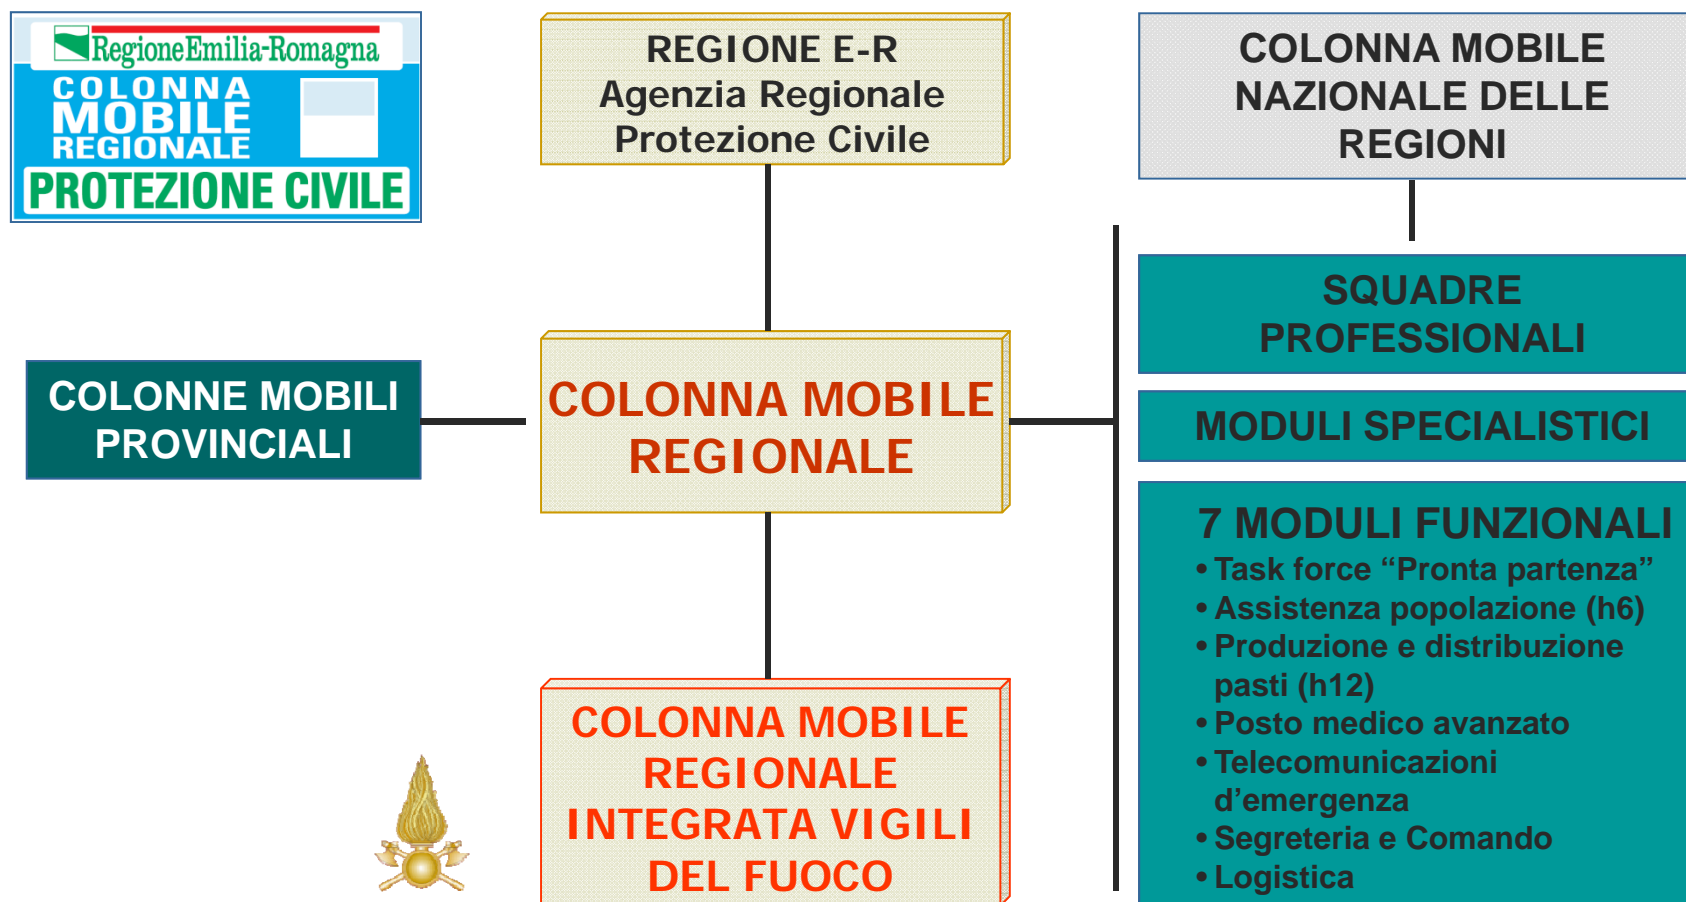 RegioneEmilia-Romagna
COLONNA
MOBILE
REGIONALE
PROTEZIONE CIVILE
REGIONE E-R
Agenzia Regionale
Protezione Civile
COLONNA MOBILE
NAZIONALE DELLE
REGIONI
COLONNE MOBILI
PROVINCIALI
COLONNA MOBILE
REGIONALE
SQUADRE
PROFESSIONALI
MODULI SPECIALISTICI
7 MODULI FUNZIONALI
• Task force “Pronta partenza”
• Assistenza popolazione (h6)
• Produzione e distribuzione
pasti (h12)
• Posto medico avanzato
• Telecomunicazioni
d’emergenza
• Segreteria e Comando
• Logistica
COLONNA MOBILE
REGIONALE
INTEGRATA VIGILI
DEL FUOCO